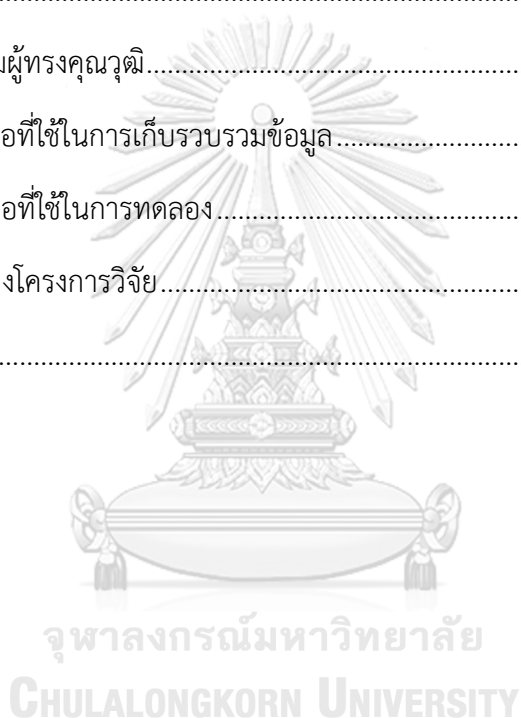 ...........................................................................
มผู้ทรงคุณวุฒิ.....................................................
อที่ใช้ในการเก็บรวบรวมข้อมูล..........................
อที่ใช้ในการทดลอง...........................................
งโครงการวิจัย...................................................
...........................................................................
จุฬาลงกรณ์มหาวิทยาลัย
CHULALONGKORN UNIVERSITY